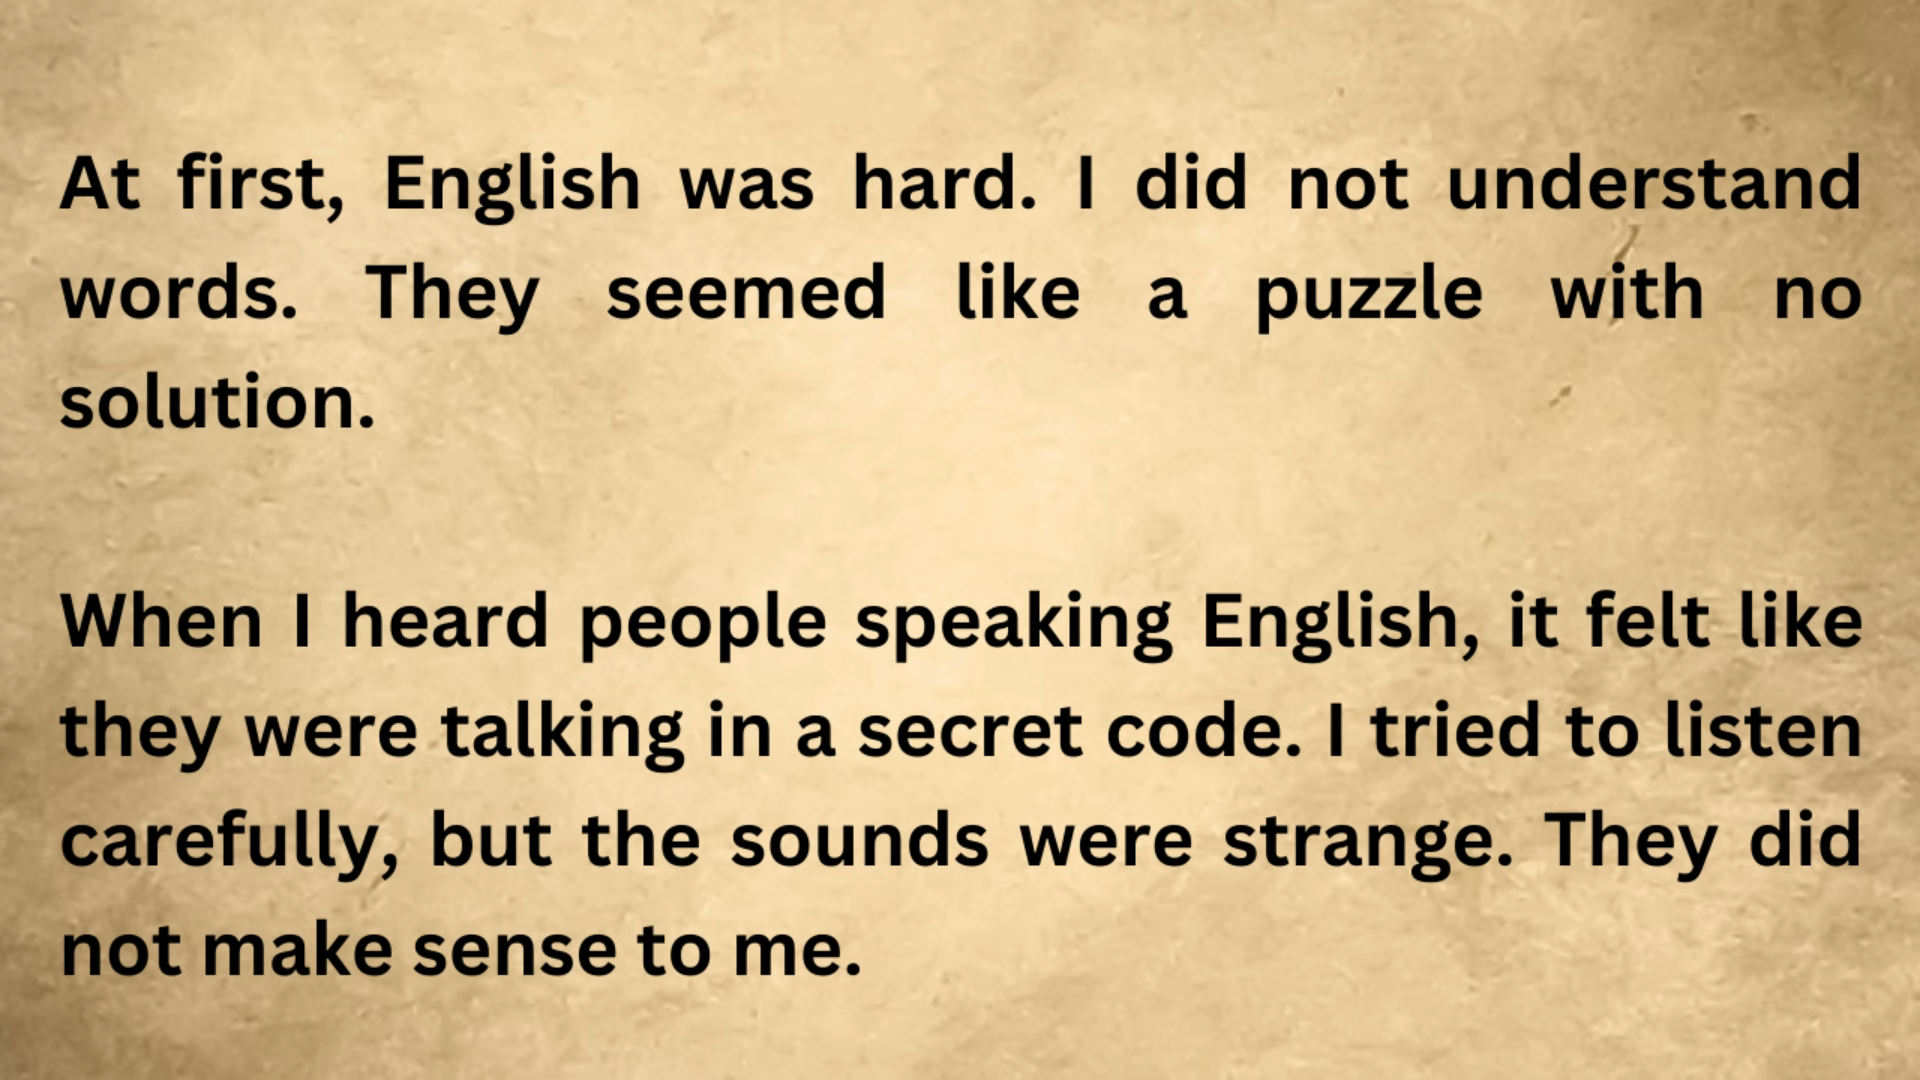 At first, English was hard. I did not understand
words. They seemed like a puzzle with no
solution.
When I heard people speaking English, it felt like
they were talking in a secret code. I tried to listen
carefully, but the sounds were strange. They did
not make sense to me.